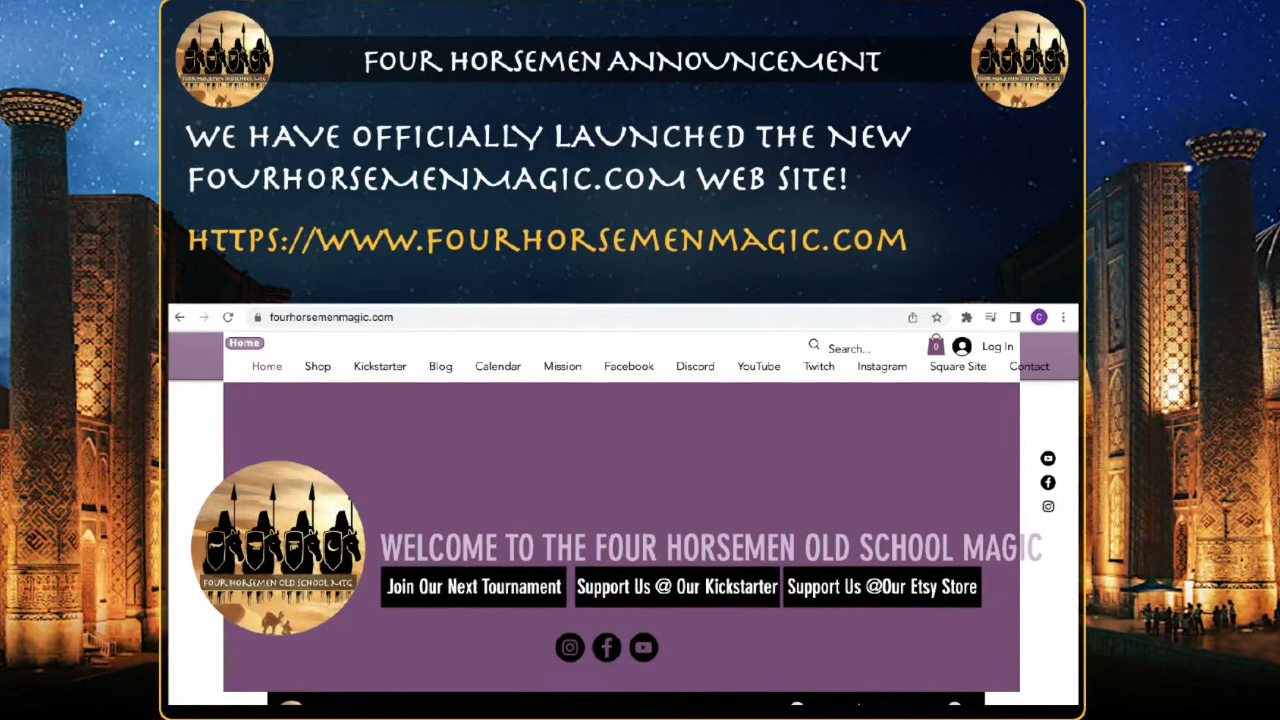 FOUR HORSEMEN ANNOUNCEMENT
WE HAVE OFFICIALLY LAUNCHED THE NEW
FOURHORSEMENMAGIC.COM WEB SITE!
HTTPS://WWW.FOURHORSEMENMAGIC.COM
fourhorsemenmagic.com
C
Home
Search...
0
Log In
Home Shop Kickstarter Blog Calendar Mission Facebook Discord YouTube Twitch Instagram Square Site Contact
WELCOME TO THE FOUR HORSEMEN OLD SCHOOL MAGIC
FOUR HORSEMEN OLD SCHOOL MTG
Join Our Next Tournament Support Us @ Our Kickstarter Support Us @Our Etsy Store